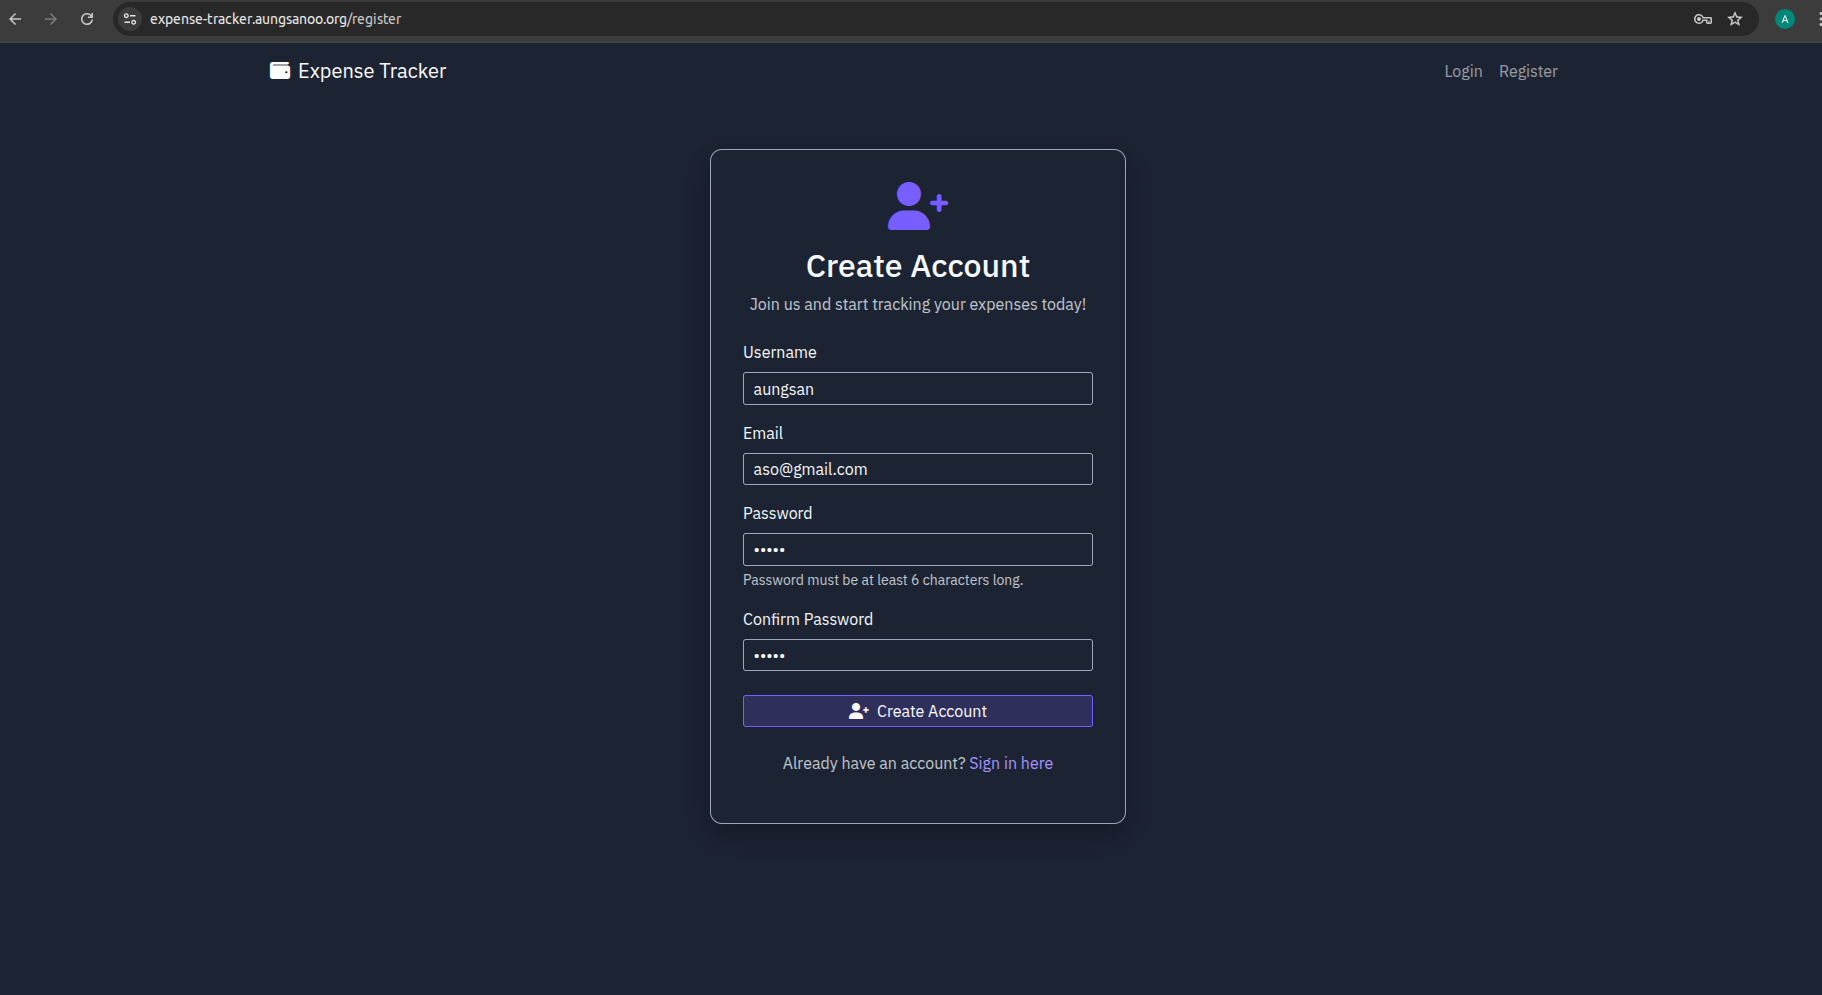 expense-tracker.aungsanoo.org/register
A
Expense Tracker
Login Register
Create Account
Join us and start tracking your expenses today!
Username
aungsan
Email
aso@gmail.com
Password
•••••
Password must be at least 6 characters long.
Confirm Password
•••••
Create Account
Already have an account? Sign in here